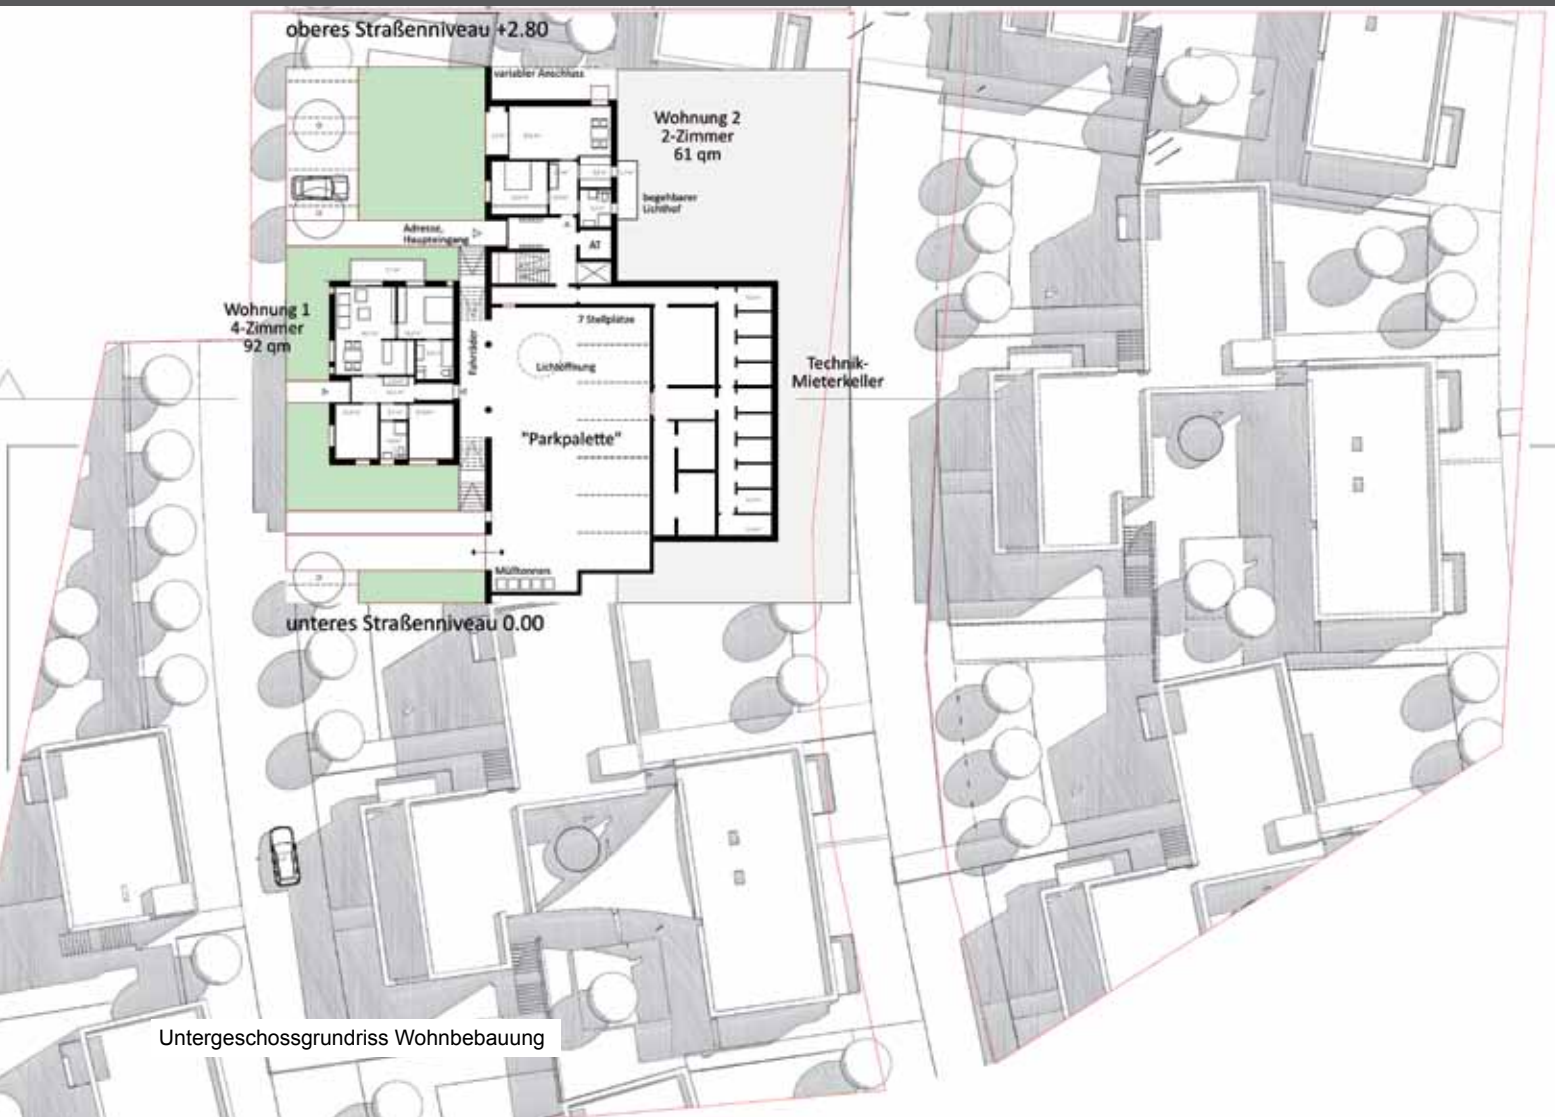 oberes Straßenniveau +2.80
variabler Anschluss
Wohnung 2
2-Zimmer
61 qm
begehbarer
Lichthof
Adresse,
Haupteingang
AT
Wohnung 1
4-Zimmer
92 qm
Fahrräder
7 Stellplätze
Lichtöffnung
"Parkpalette"
Technik-
Mieterkeller
Mülltonnen
unteres Straßenniveau 0.00
Untergeschossgrundriss Wohnbebauung